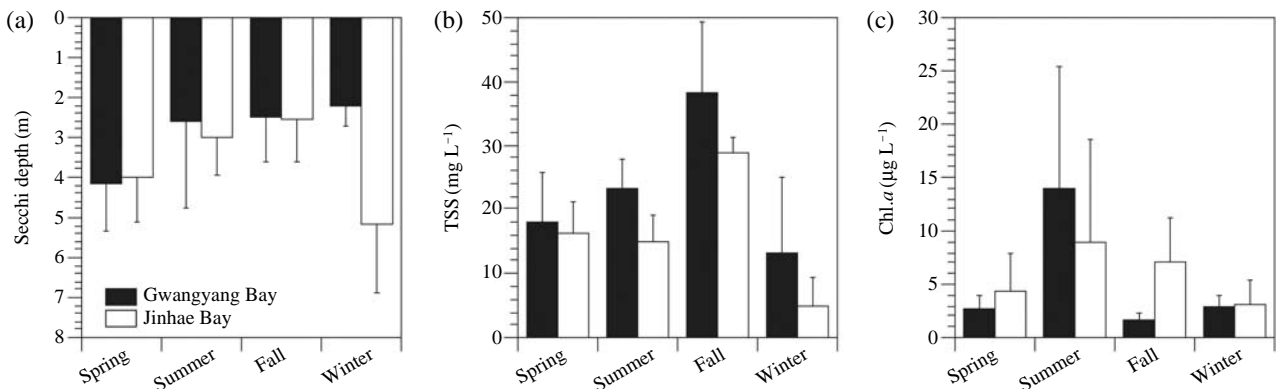 (a)
Secchi depth (m)
0
1
2
3
4
5
6
7
8
Gwangyang Bay
Jinhae Bay
Spring
Summer
Fall
Winter
(b)
TSS (mg L⁻¹)
50
40
30
20
10
0
Spring
Summer
Fall
Winter
(c)
Chl.a (µg L⁻¹)
30
25
20
15
10
5
0
Spring
Summer
Fall
Winter